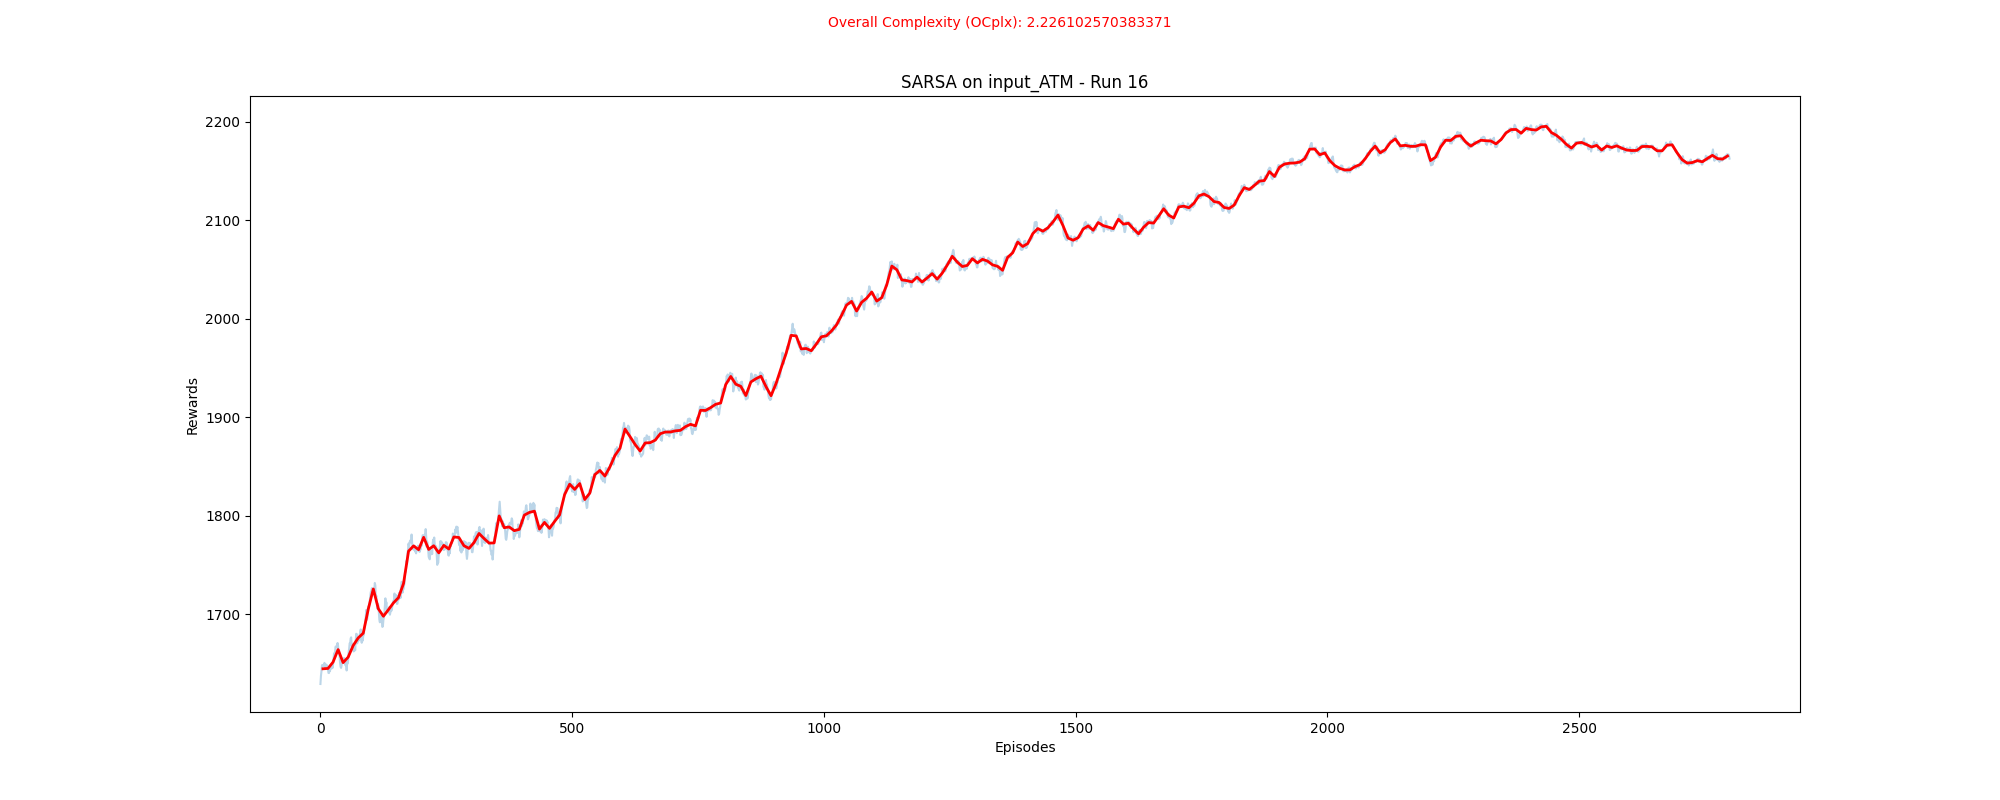 Overall Complexity (OCplx): 2.226102570383371
SARSA on input_ATM - Run 16
2200
2100
2000
1900
1800
1700
Rewards
0 500 1000 1500 2000 2500
Episodes